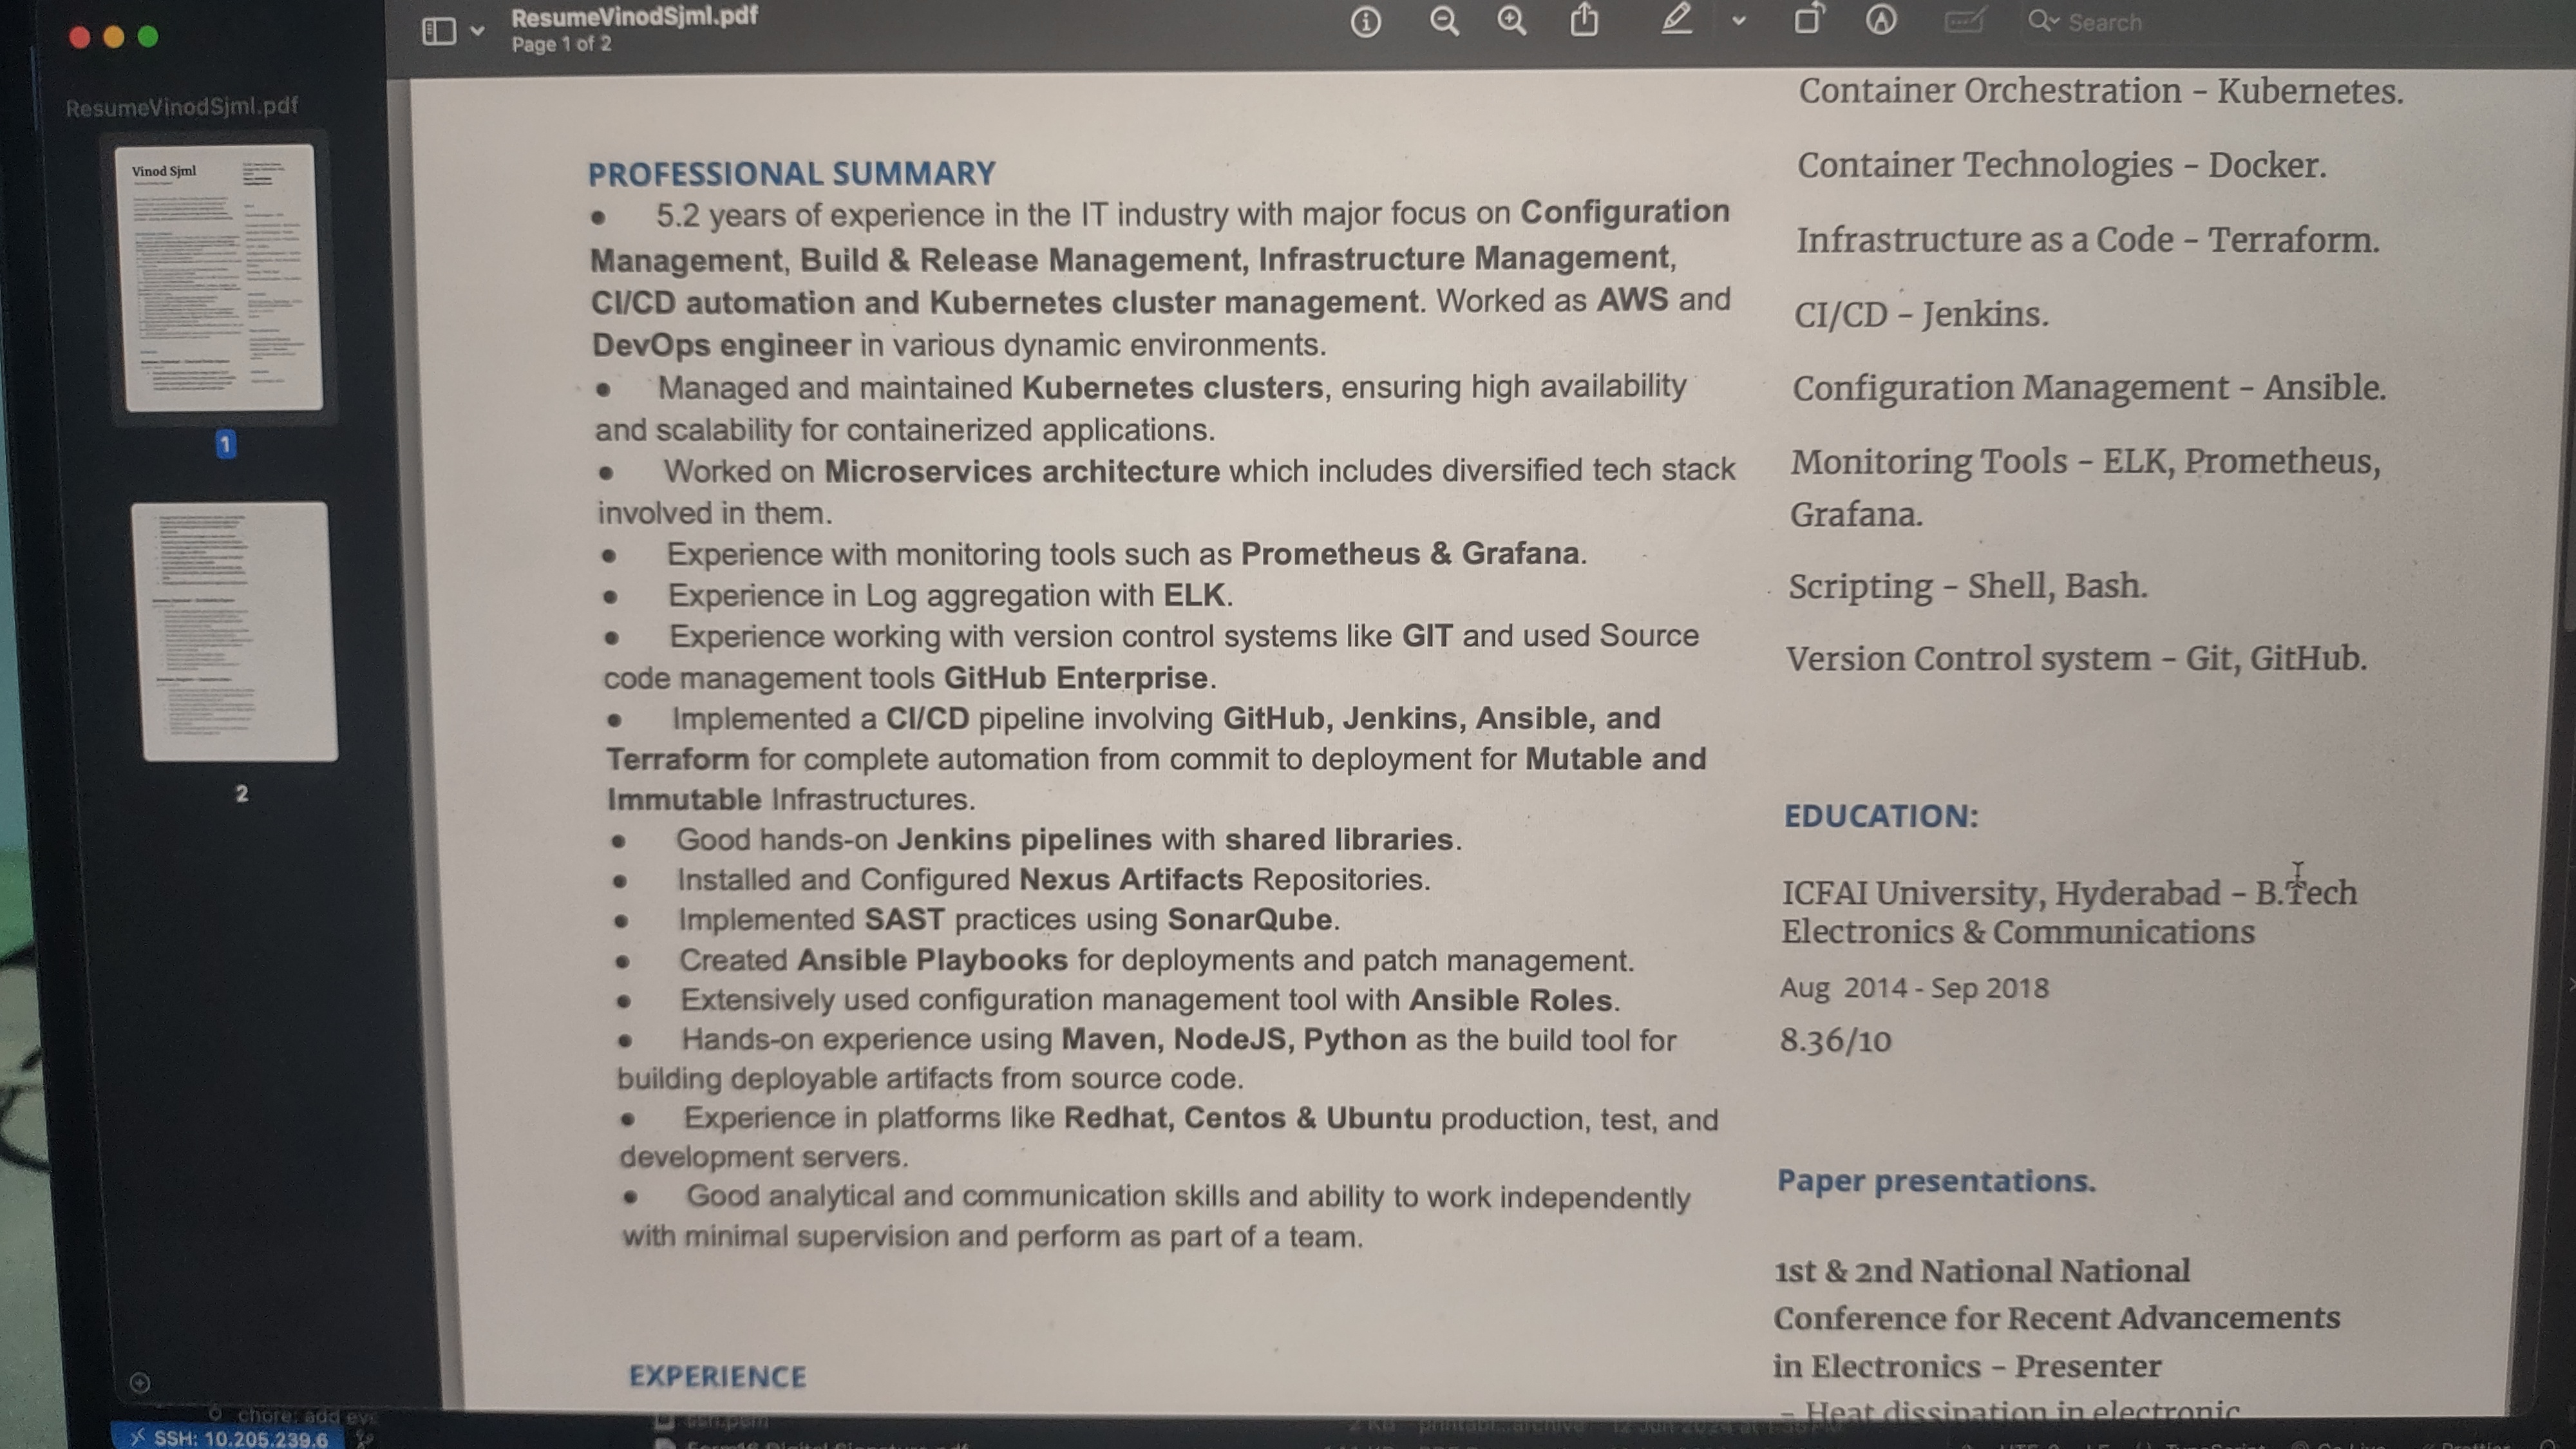 ResumeVinodSjml.pdf
Page 1 of 2
Search
ResumeVinodSjml.pdf
Vinod Sjml
1
2
PROFESSIONAL SUMMARY
● 5.2 years of experience in the IT industry with major focus on Configuration
Management, Build & Release Management, Infrastructure Management,
CI/CD automation and Kubernetes cluster management. Worked as AWS and
DevOps engineer in various dynamic environments.
● Managed and maintained Kubernetes clusters, ensuring high availability
and scalability for containerized applications.
● Worked on Microservices architecture which includes diversified tech stack
involved in them.
● Experience with monitoring tools such as Prometheus & Grafana.
● Experience in Log aggregation with ELK.
● Experience working with version control systems like GIT and used Source
code management tools GitHub Enterprise.
● Implemented a CI/CD pipeline involving GitHub, Jenkins, Ansible, and
Terraform for complete automation from commit to deployment for Mutable and
Immutable Infrastructures.
● Good hands-on Jenkins pipelines with shared libraries.
● Installed and Configured Nexus Artifacts Repositories.
● Implemented SAST practices using SonarQube.
● Created Ansible Playbooks for deployments and patch management.
● Extensively used configuration management tool with Ansible Roles.
● Hands-on experience using Maven, NodeJS, Python as the build tool for
building deployable artifacts from source code.
● Experience in platforms like Redhat, Centos & Ubuntu production, test, and
development servers.
● Good analytical and communication skills and ability to work independently
with minimal supervision and perform as part of a team.
EXPERIENCE
Container Orchestration – Kubernetes.
Container Technologies – Docker.
Infrastructure as a Code – Terraform.
CI/CD – Jenkins.
Configuration Management – Ansible.
Monitoring Tools – ELK, Prometheus,
Grafana.
Scripting – Shell, Bash.
Version Control system – Git, GitHub.
EDUCATION:
ICFAI University, Hyderabad – B.Tech
Electronics & Communications
Aug 2014 - Sep 2018
8.36/10
Paper presentations.
1st & 2nd National National
Conference for Recent Advancements
in Electronics – Presenter
– Heat dissipation in electronic
chore: add
SSH: 10.205.239.6